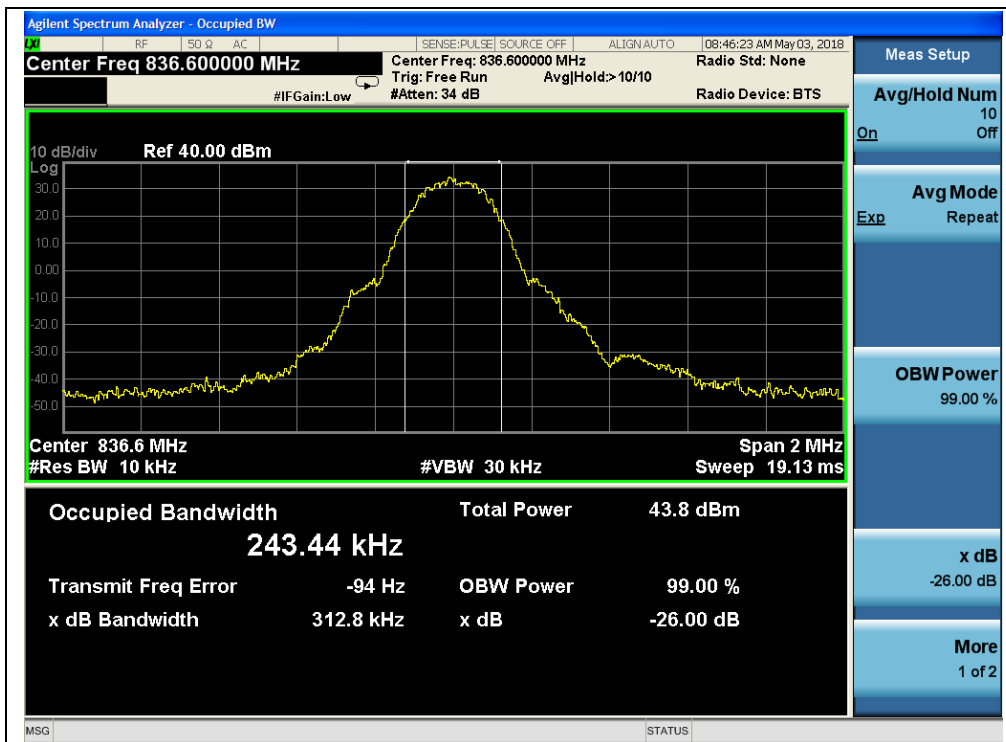 Agilent Spectrum Analyzer - Occupied BW
LXI RF 50 Ω AC SENSE:PULSE SOURCE OFF ALIGN AUTO 08:46:23 AM May 03, 2018
Center Freq 836.600000 MHz
Center Freq: 836.600000 MHz
Radio Std: None
Trig: Free Run Avg|Hold:>10/10
#IFGain:Low
#Atten: 34 dB
Radio Device: BTS
10 dB/div Ref 40.00 dBm
Log
30.0
20.0
10.0
0.00
-10.0
-20.0
-30.0
-40.0
-50.0
Center 836.6 MHz
Span 2 MHz
#Res BW 10 kHz
#VBW 30 kHz
Sweep 19.13 ms
Occupied Bandwidth
Total Power 43.8 dBm
243.44 kHz
Transmit Freq Error -94 Hz
OBW Power 99.00 %
x dB Bandwidth 312.8 kHz
x dB -26.00 dB
Meas Setup
Avg/Hold Num
10
On Off
Avg Mode
Exp Repeat
OBW Power
99.00 %
x dB
-26.00 dB
More
1 of 2
MSG
STATUS